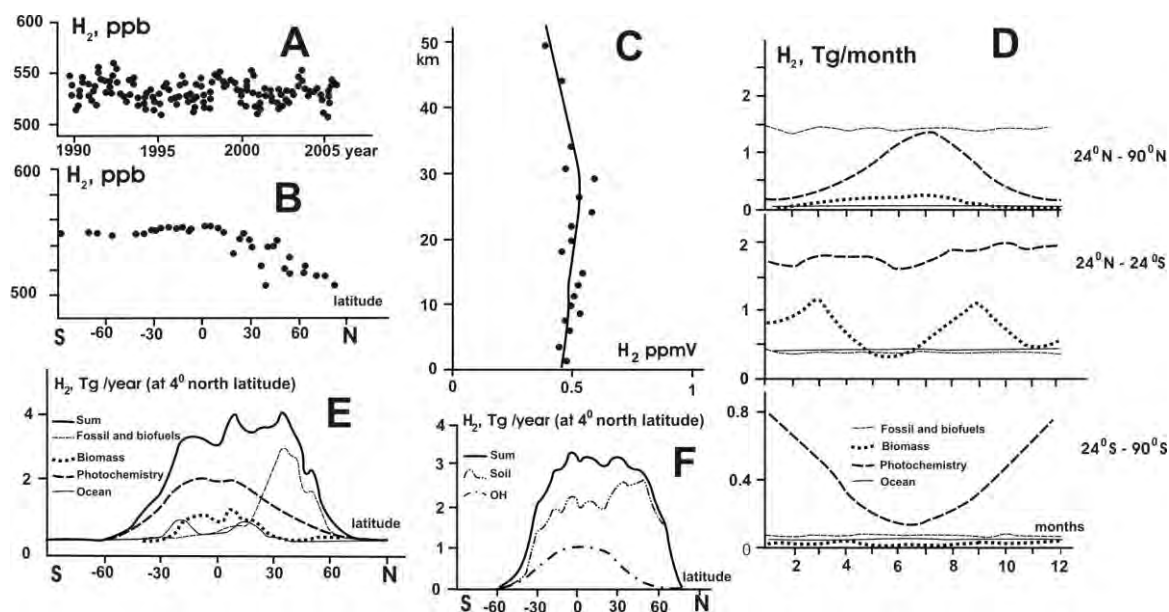 A
H2, ppb
600
550
500
1990 1995 2000 2005 year
B
H2, ppb
600
500
latitude
S -60 -30 0 30 60 N
C
50
km
40
30
20
10
0
H2 ppmV
0 0.5 1
D
H2, Tg/month
2
1
0
24⁰N - 90⁰N
2
1
0
24⁰N - 24⁰S
0.8
0.4
0
Fossil and biofuels
Biomass
Photochemistry
Ocean
24⁰S - 90⁰S
months
2 4 6 8 10 12
E
H2, Tg /year (at 4⁰ north latitude)
4
2
0
Sum
Fossil and biofuels
Biomass
Photochemistry
Ocean
latitude
S -60 -30 0 30 60 N
F
H2, Tg /year (at 4⁰ north latitude)
4
3
2
1
0
Sum
Soil
OH
latitude
S -60 -30 0 30 60 N